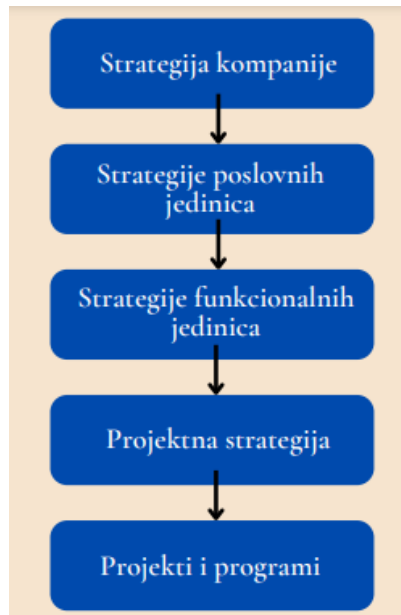 Strategija kompanije
Strategije poslovnih
jedinica
Strategije funkcionalnih
jedinica
Projektna strategija
Projekti i programi